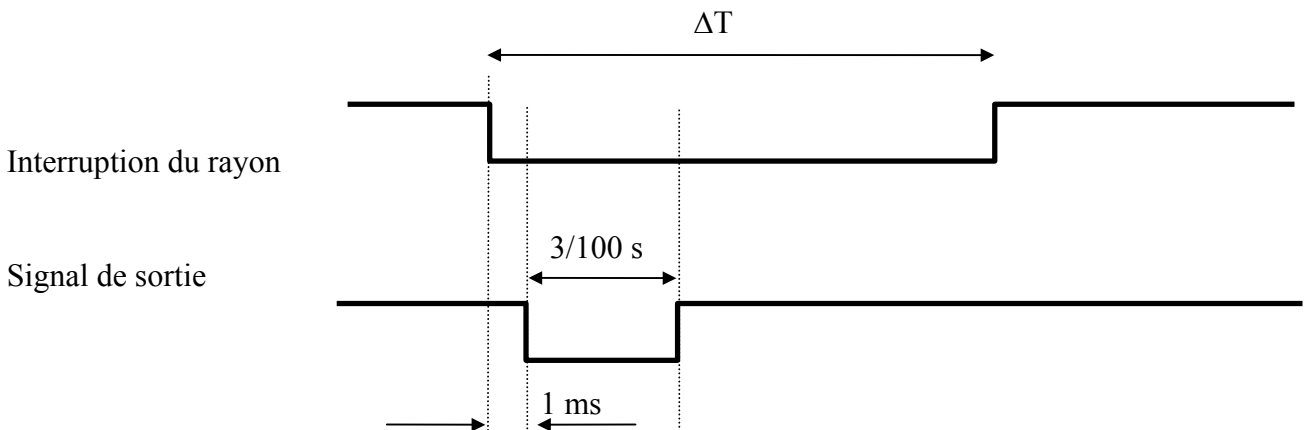 ΔT
Interruption du rayon
3/100 s
Signal de sortie
1 ms